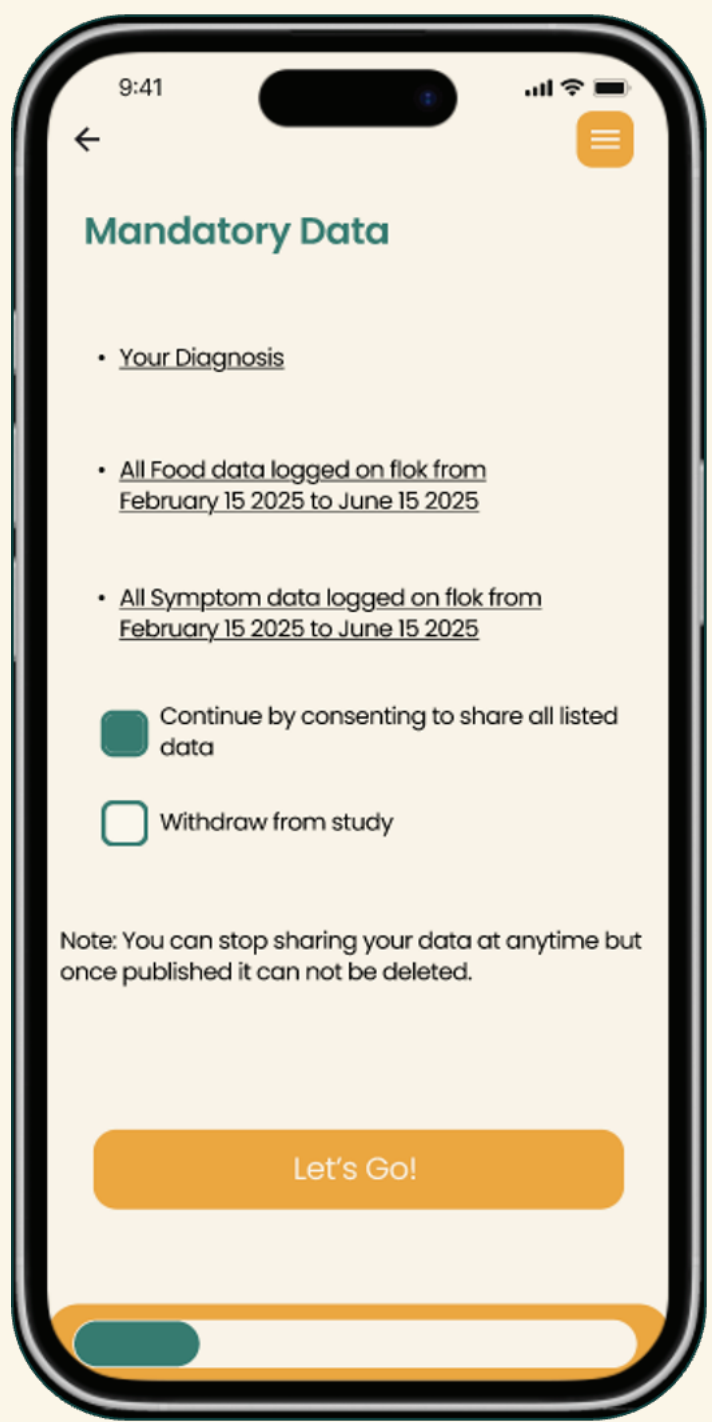 9:41
Mandatory Data
• Your Diagnosis
• All Food data logged on flok from
February 15 2025 to June 15 2025
• All Symptom data logged on flok from
February 15 2025 to June 15 2025
Continue by consenting to share all listed
data
Withdraw from study
Note: You can stop sharing your data at anytime but
once published it can not be deleted.
Let's Go!